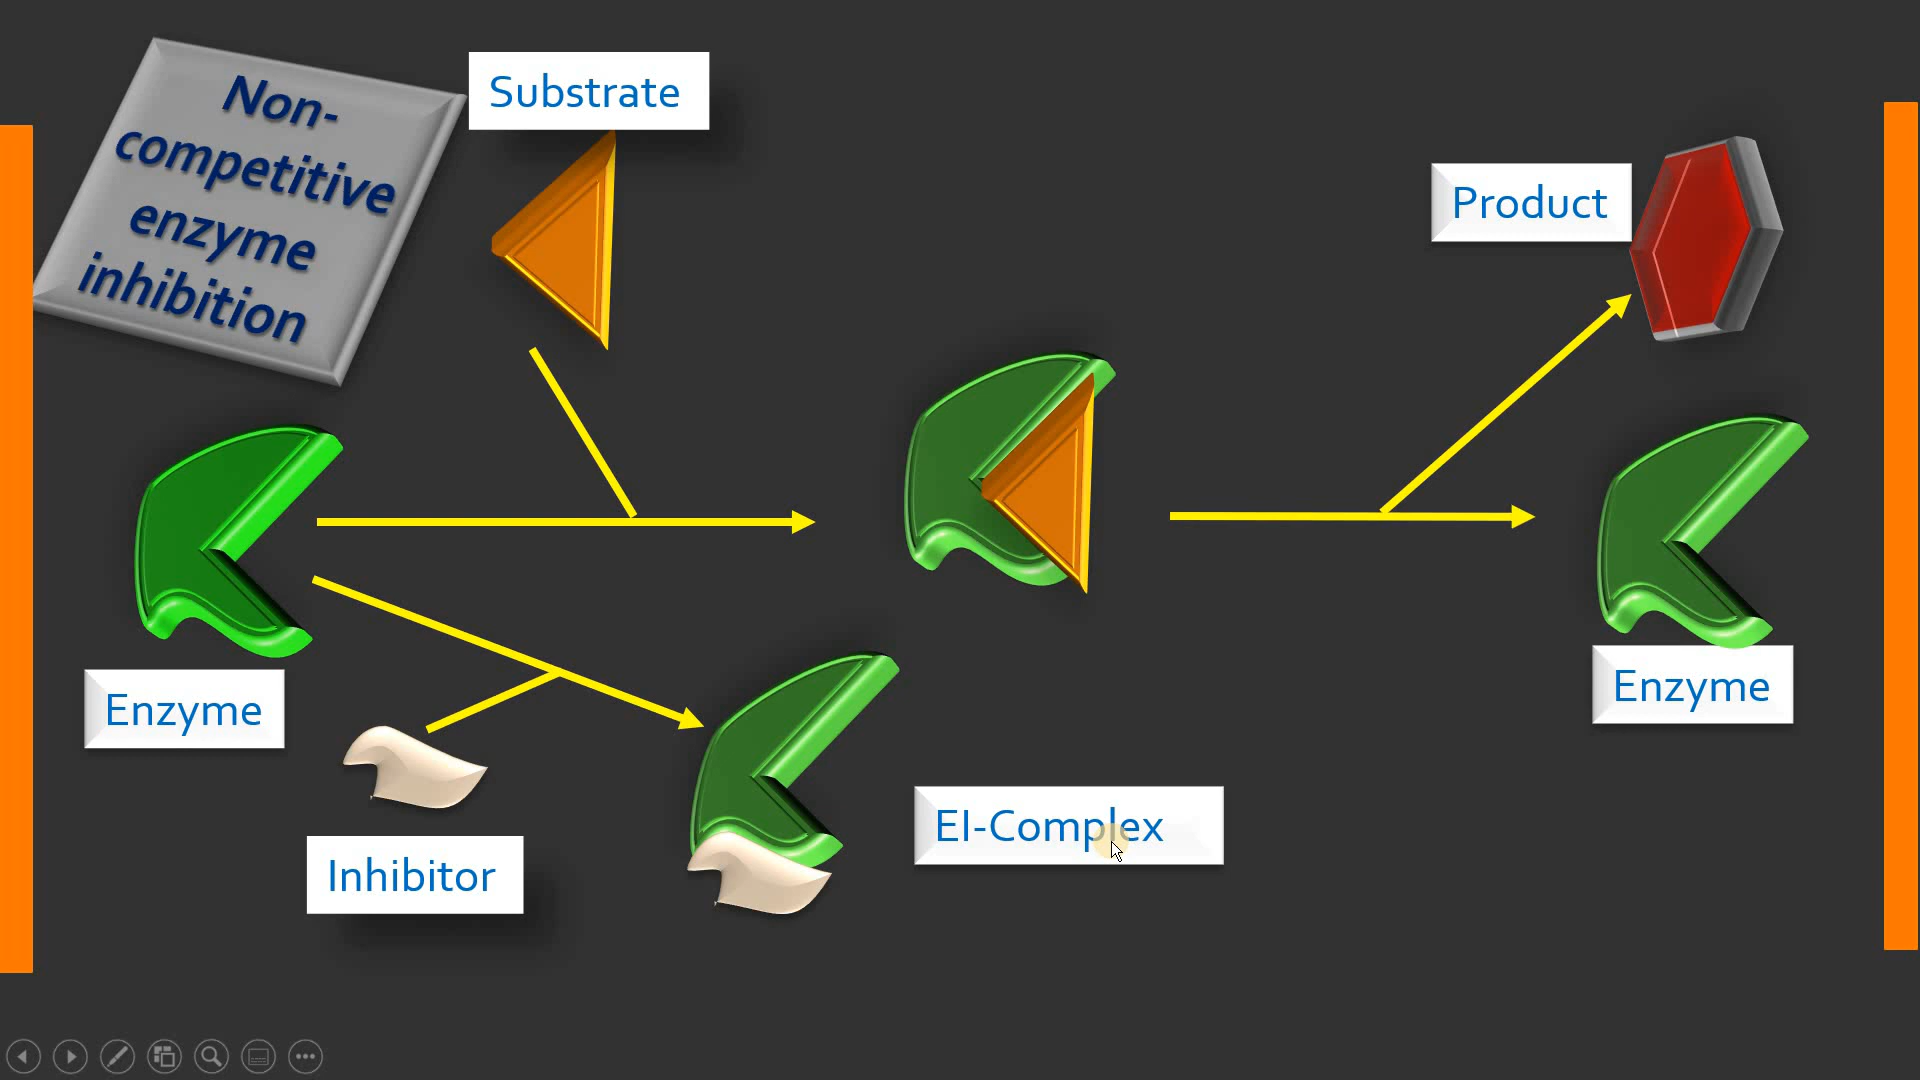 Non-
competitive
enzyme
inhibition
Substrate
Product
Enzyme
Inhibitor
EI-Complex
Enzyme